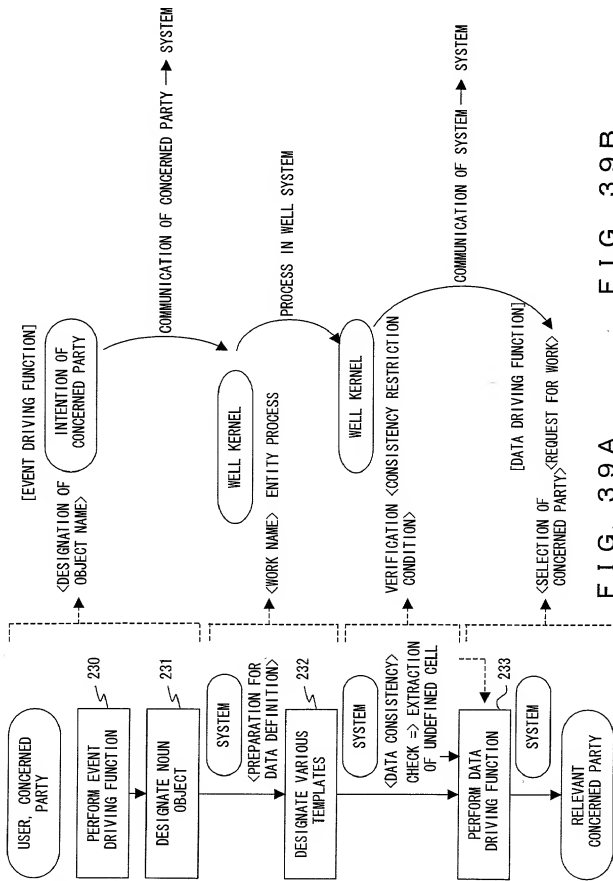 USER, CONCERNED
PARTY
230
PERFORM EVENT
DRIVING FUNCTION
231
DESIGNATE NOUN
OBJECT
SYSTEM
<PREPARATION FOR
DATA DEFINITION>
232
DESIGNATE VARIOUS
TEMPLATES
SYSTEM
<DATA CONSISTENCY>
CHECK => EXTRACTION
OF UNDEFINED CELL
233
PERFORM DATA
DRIVING FUNCTION
SYSTEM
RELEVANT
CONCERNED PARTY
FIG. 39A
[EVENT DRIVING FUNCTION]
<DESIGNATION OF
OBJECT NAME>
INTENTION OF
CONCERNED PARTY
COMMUNICATION OF CONCERNED PARTY → SYSTEM
WELL KERNEL
<WORK NAME> ENTITY PROCESS
PROCESS IN WELL SYSTEM
WELL KERNEL
VERIFICATION <CONSISTENCY RESTRICTION
CONDITION>
COMMUNICATION OF SYSTEM → SYSTEM
[DATA DRIVING FUNCTION]
<SELECTION OF
CONCERNED PARTY>
<REQUEST FOR WORK>
FIG. 39B